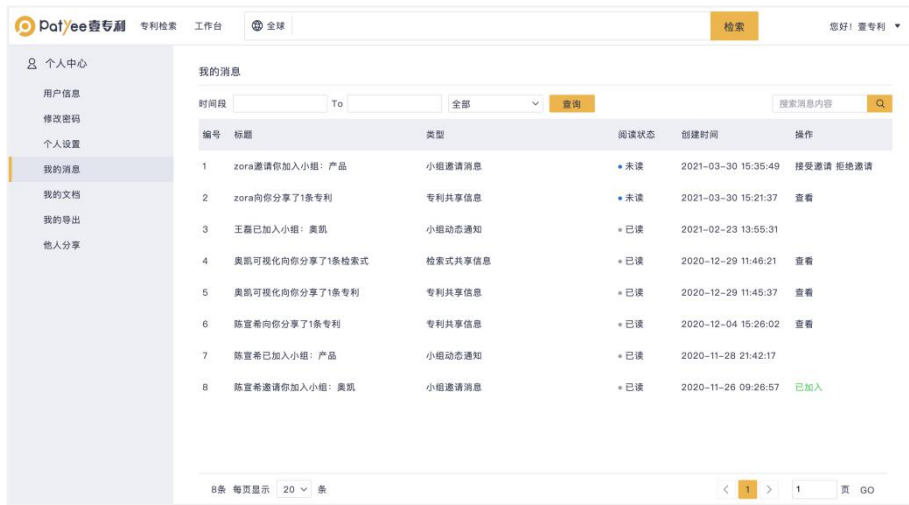 Patyee壹专利 专利检索 工作台 全球 检索 您好！壹专利
个人中心
用户信息
修改密码
个人设置
我的消息
我的文档
我的导出
他人分享
我的消息
时间段 To 全部 查询 搜索消息内容
编号 标题 类型 阅读状态 创建时间 操作
1 zora邀请你加入小组：产品 小组邀请消息 未读 2021-03-30 15:35:49 接受邀请 拒绝邀请
2 zora向你分享了1条专利 专利共享信息 未读 2021-03-30 15:21:37 查看
3 王磊已加入小组：奥凯 小组动态通知 已读 2021-02-23 13:55:31
4 奥凯可视化向你分享了1条检索式 检索式共享信息 已读 2020-12-29 11:46:21 查看
5 奥凯可视化向你分享了1条专利 专利共享信息 已读 2020-12-29 11:45:37 查看
6 陈宣希向你分享了1条专利 专利共享信息 已读 2020-12-04 15:26:02 查看
7 陈宣希已加入小组：产品 小组动态通知 已读 2020-11-28 21:42:17
8 陈宣希邀请你加入小组：奥凯 小组邀请消息 已读 2020-11-26 09:26:57 已加入
8条 每页显示 20 条 1 1 页 GO